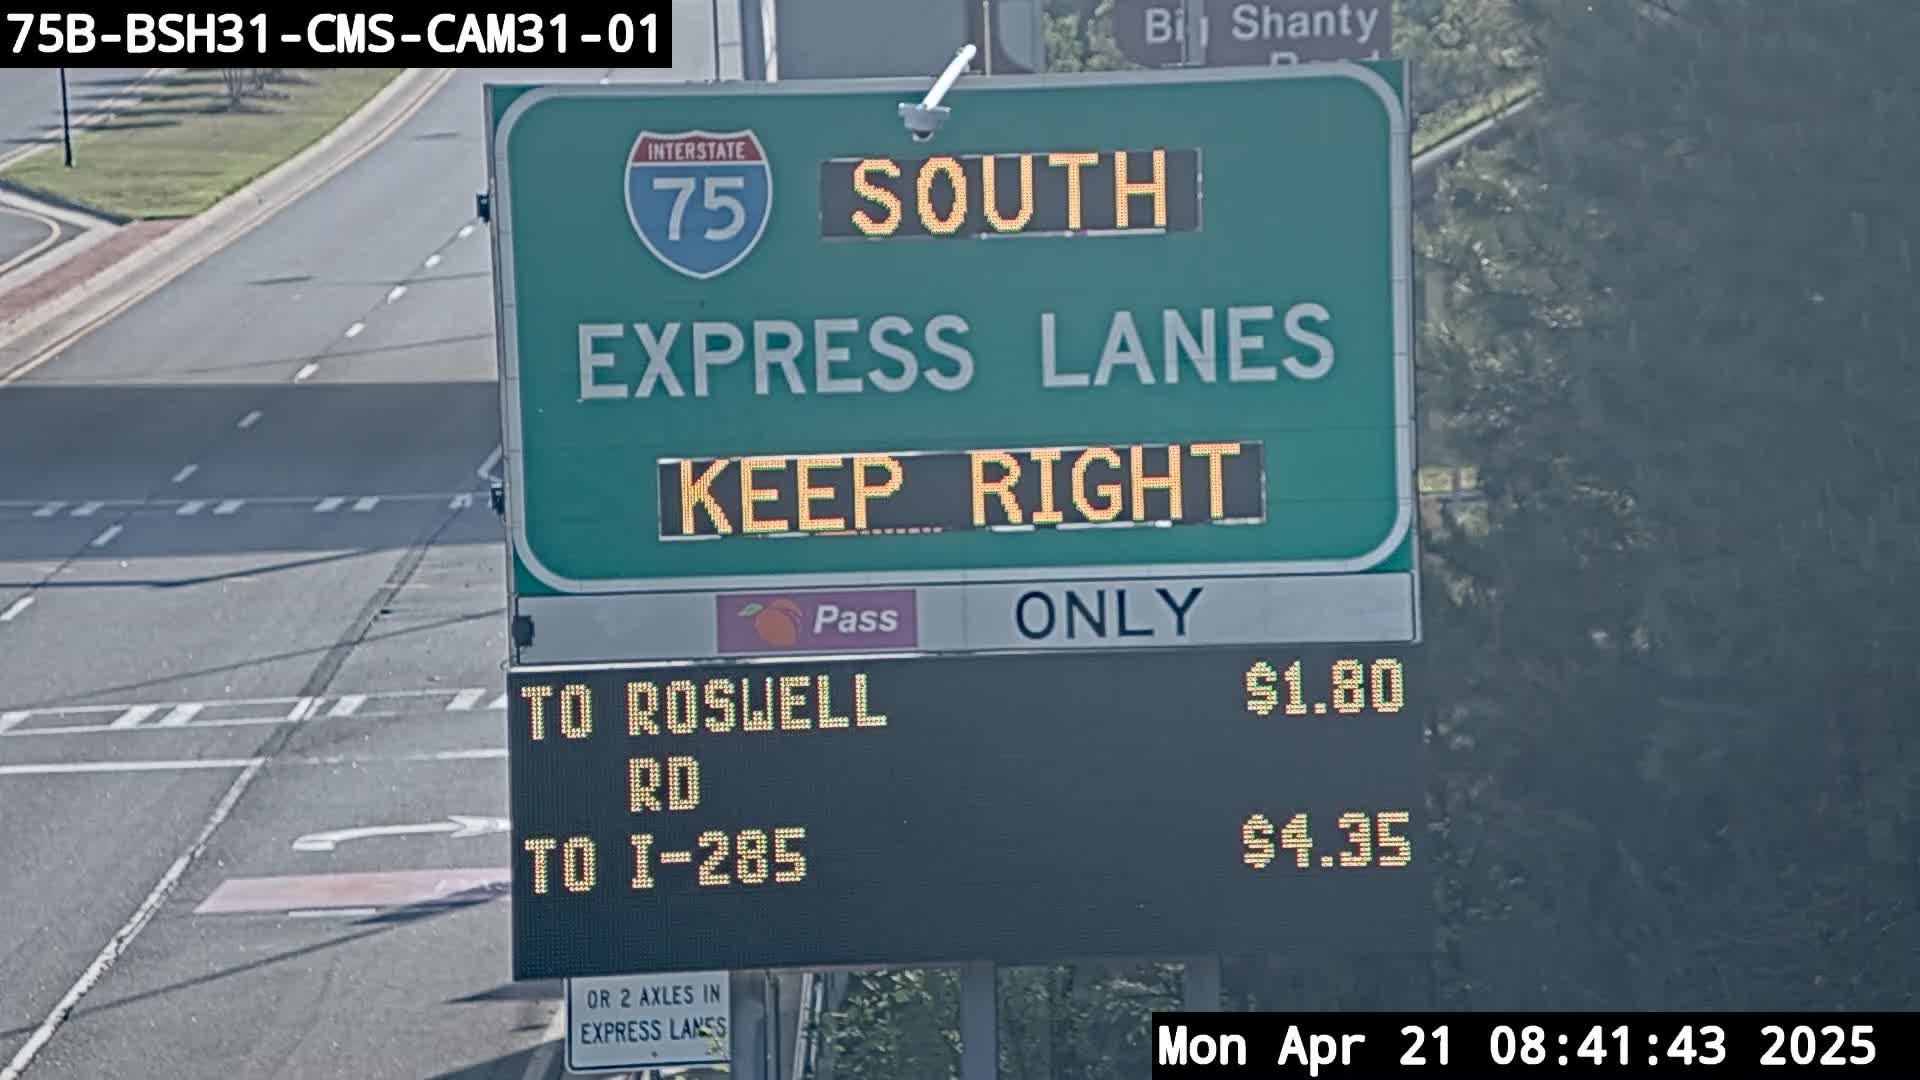 75B-BSH31-CMS-CAM31-01
Big Shanty
INTERSTATE
75
SOUTH
EXPRESS LANES
KEEP RIGHT
Pass
ONLY
TO ROSWELL $1.80
RD
TO I-285 $4.35
OR 2 AXLES IN
EXPRESS LANES
Mon Apr 21 08:41:43 2025